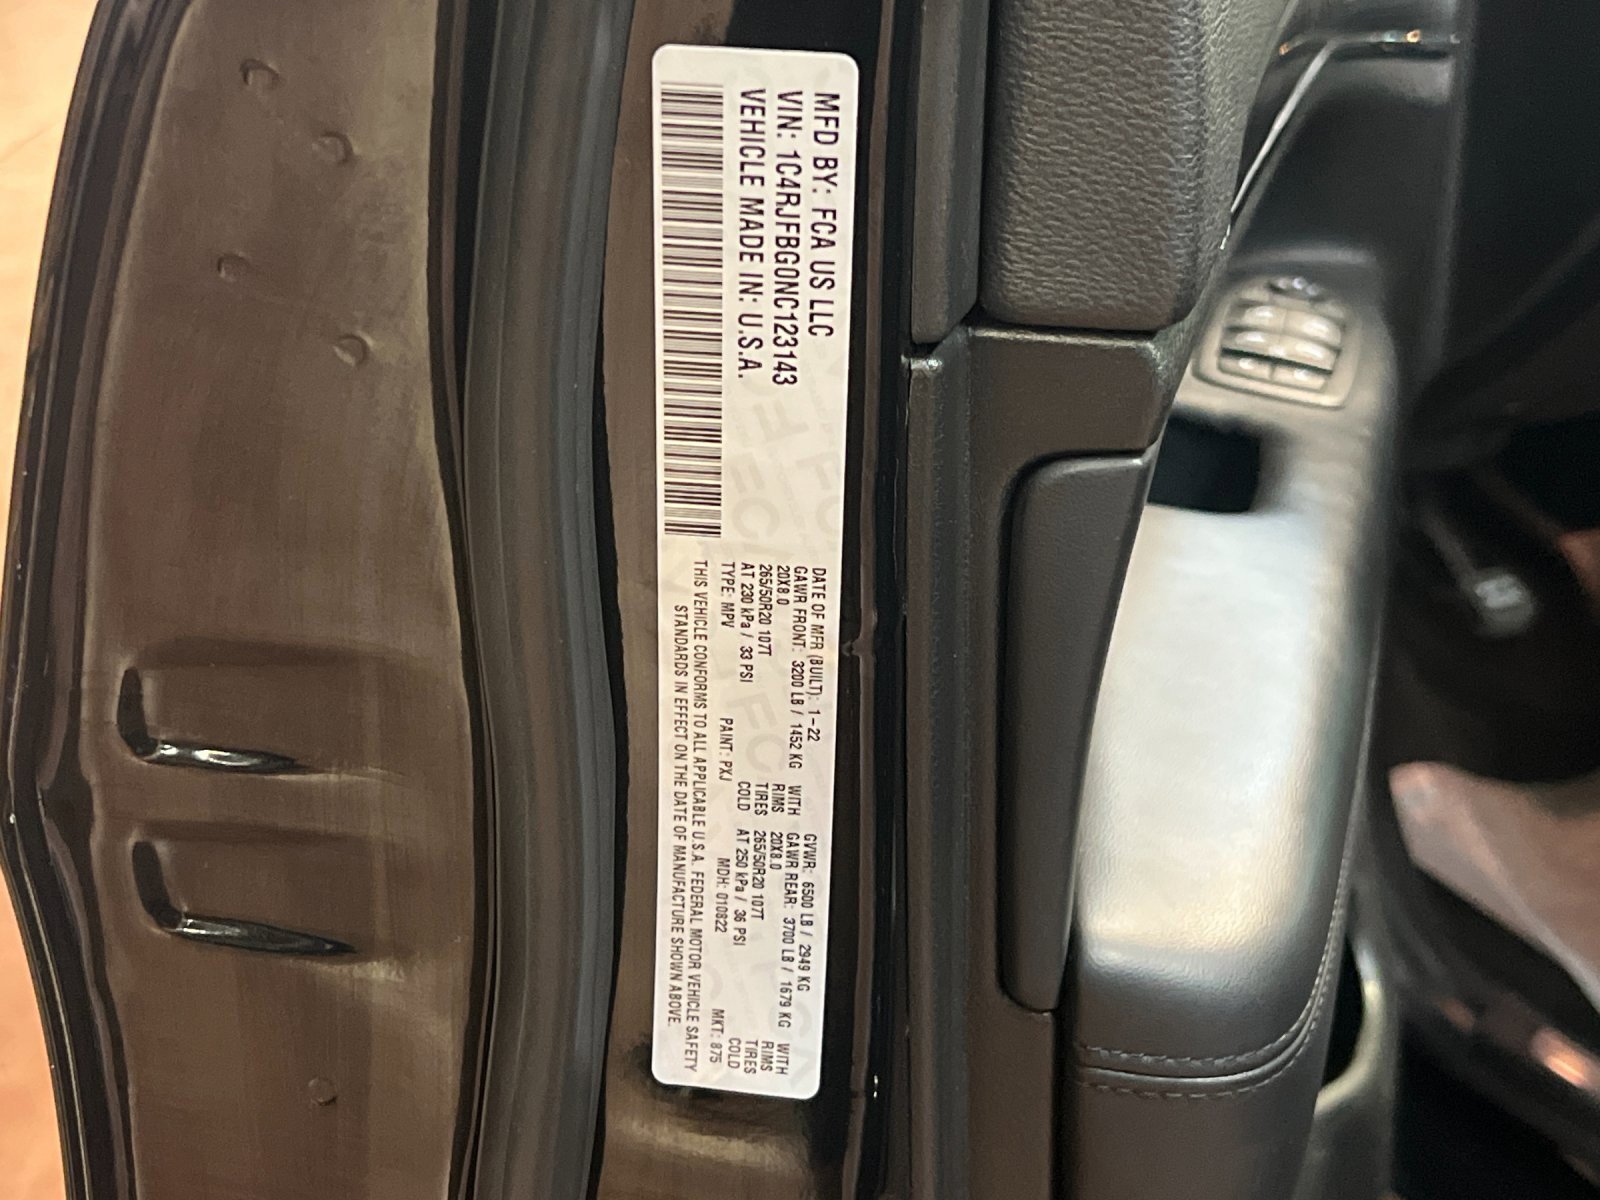 MFD BY: FCA US LLC
VIN: 1C4RJFBG0NC123143
VEHICLE MADE IN: U.S.A.
DATE OF MFR (BUILT): 1-22 GVWR: 6500 LB / 2949 KG
GAWR FRONT: 3200 LB / 1452 KG WITH GAWR REAR: 3700 LB / 1679 KG WITH
20X8.0 RIMS 20X8.0 RIMS
265/50R20 107T TIRES 265/50R20 107T TIRES
AT 230 kPa / 33 PSI COLD AT 250 kPa / 36 PSI COLD
TYPE: MPV PAINT: PXJ MDH: 010822 MKT: 875
THIS VEHICLE CONFORMS TO ALL APPLICABLE U.S.A. FEDERAL MOTOR VEHICLE SAFETY
STANDARDS IN EFFECT ON THE DATE OF MANUFACTURE SHOWN ABOVE.